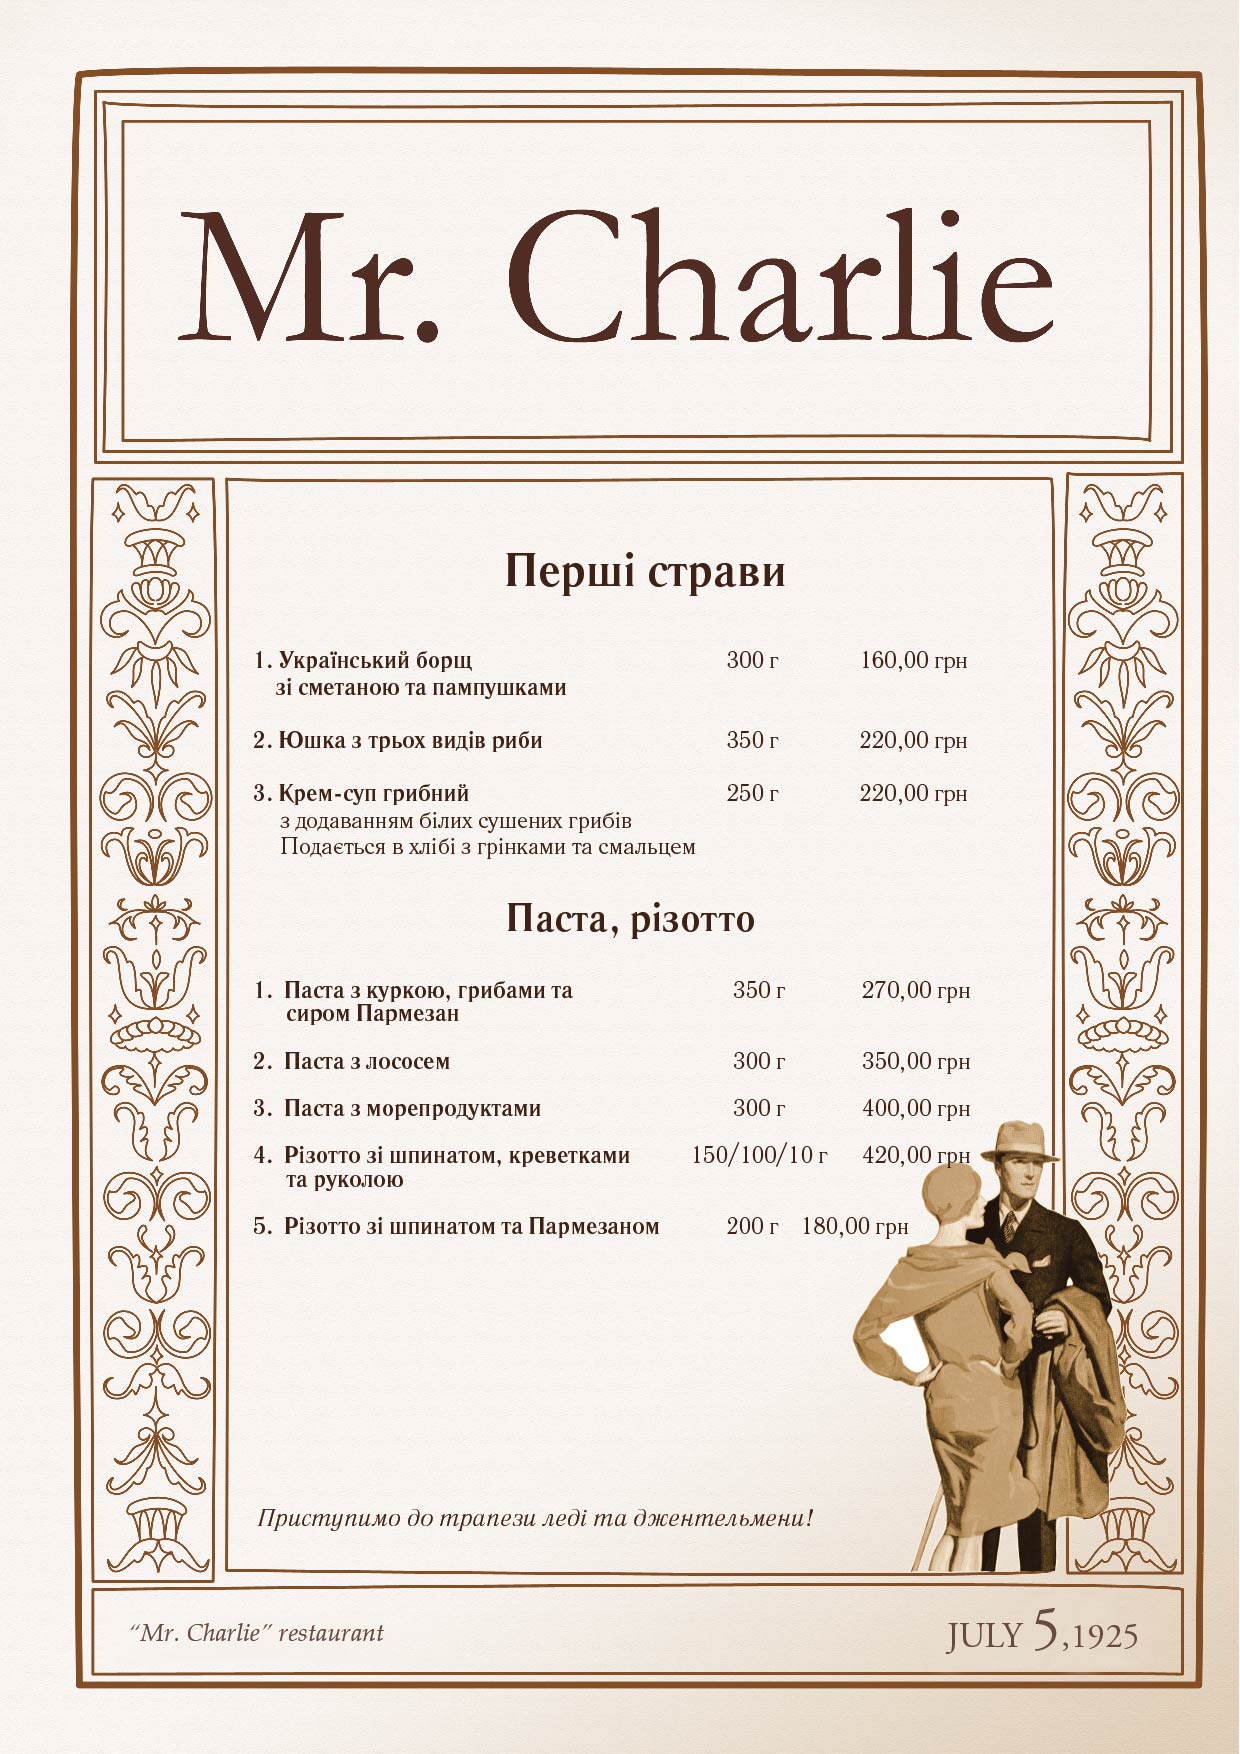 Mr. Charlie
Перші страви
1. Український борщ 300 г 160,00 грн
зі сметаною та пампушками
2. Юшка з трьох видів риби 350 г 220,00 грн
3. Крем-суп грибний 250 г 220,00 грн
з додаванням білих сушених грибів
Подається в хлібі з грінками та смальцем
Паста, різотто
1. Паста з куркою, грибами та 350 г 270,00 грн
сиром Пармезан
2. Паста з лососем 300 г 350,00 грн
3. Паста з морепродуктами 300 г 400,00 грн
4. Різотто зі шпинатом, креветками 150/100/10 г 420,00 грн
та руколою
5. Різотто зі шпинатом та Пармезаном 200 г 180,00 грн
Приступимо до трапези леді та джентельмени!
“Mr. Charlie” restaurant JULY 5,1925